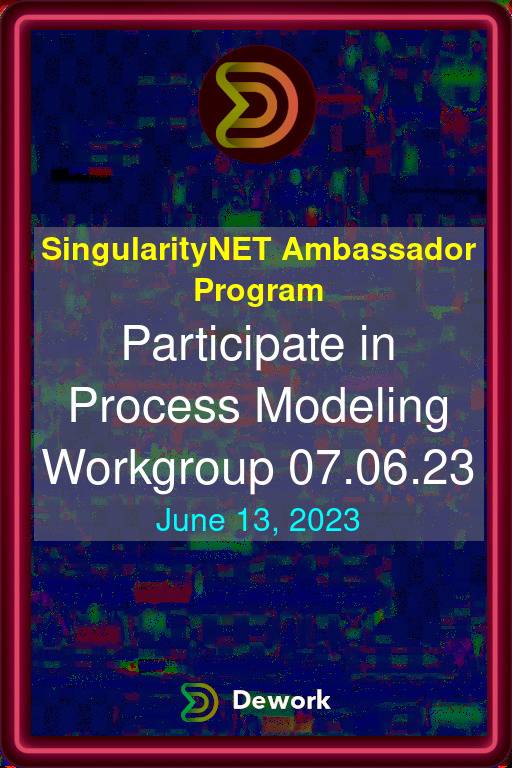 SingularityNET Ambassador
Program
Participate in
Process Modeling
Workgroup 07.06.23
June 13, 2023
Dework